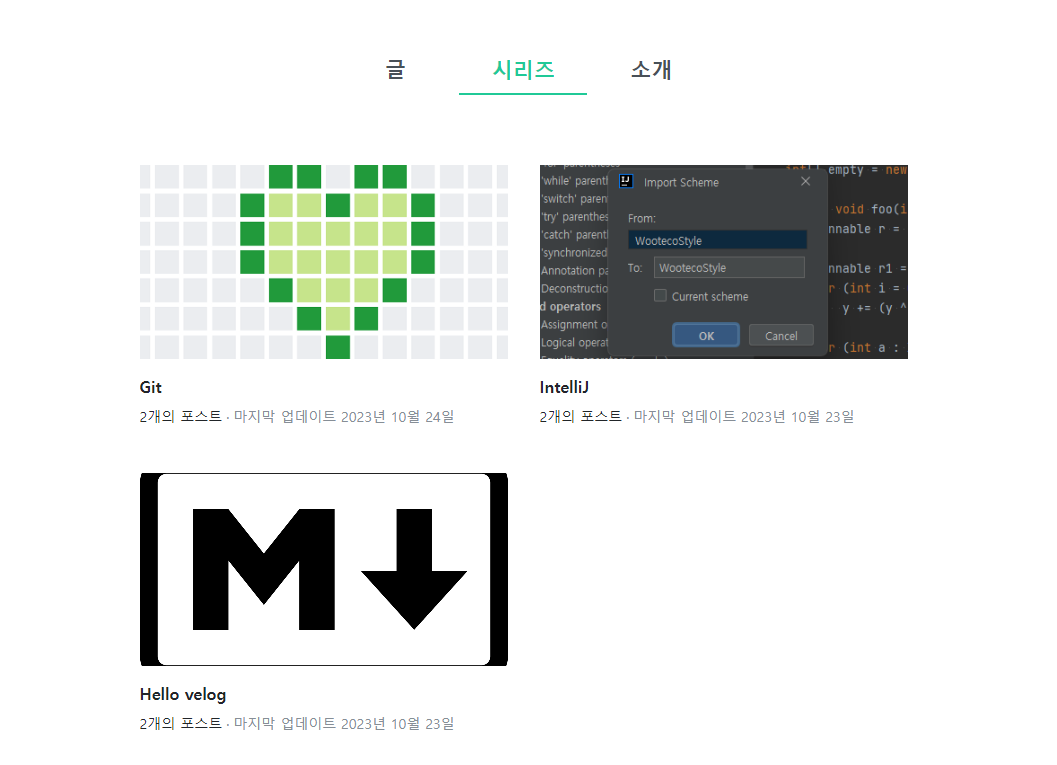 글
시리즈
소개
'while' parenth
'switch' paren
'try' parenthes
'catch' parenth
'synchronized
Annotation pa
Deconstructio
d operators
Assignment o
Logical operat
Import Scheme
From:
WootecoStyle
To: WootecoStyle
Current scheme
OK
Cancel
int[] empty = new
void foo(i
nnable r =
nnable r1 =
r (int i =
y += (y ^
r (int a :
Git
2개의 포스트 · 마지막 업데이트 2023년 10월 24일
IntelliJ
2개의 포스트 · 마지막 업데이트 2023년 10월 23일
M
Hello velog
2개의 포스트 · 마지막 업데이트 2023년 10월 23일